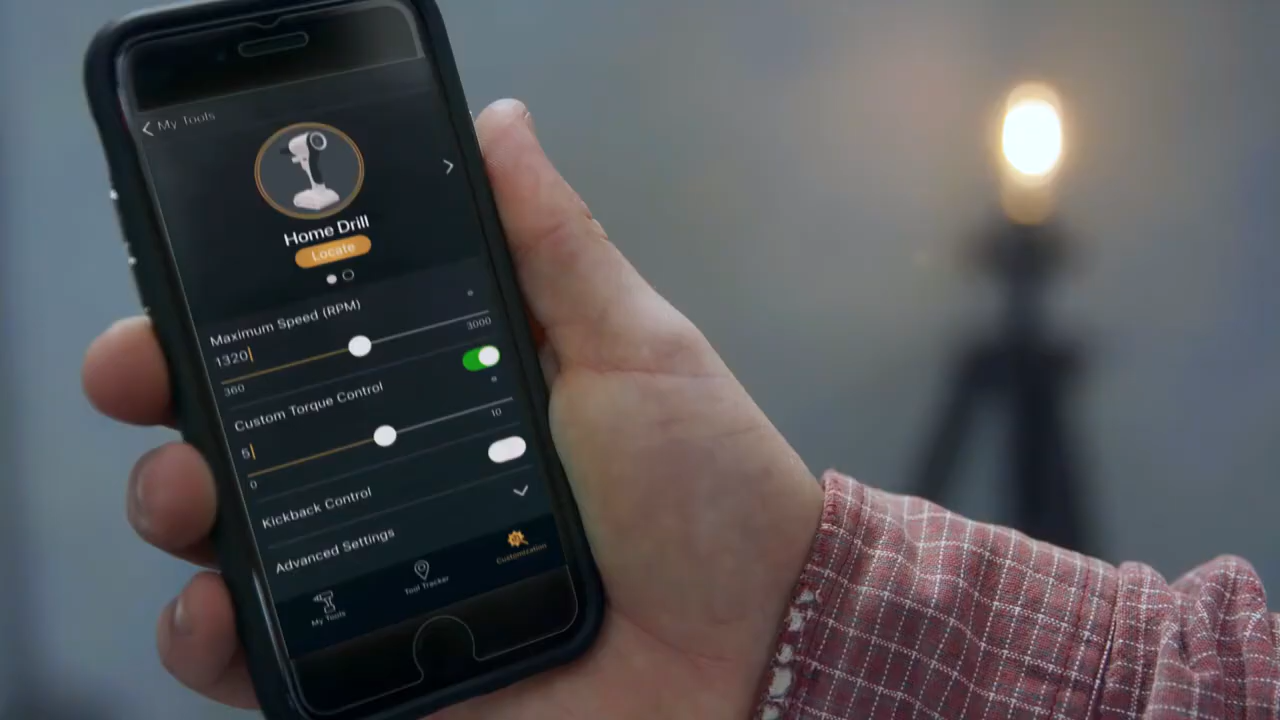 My Tools
Home Drill
Locate
Maximum Speed (RPM)
1320
360
3000
Custom Torque Control
5
0
10
Kickback Control
Advanced Settings
My Tools
Tool Tracker
Customization